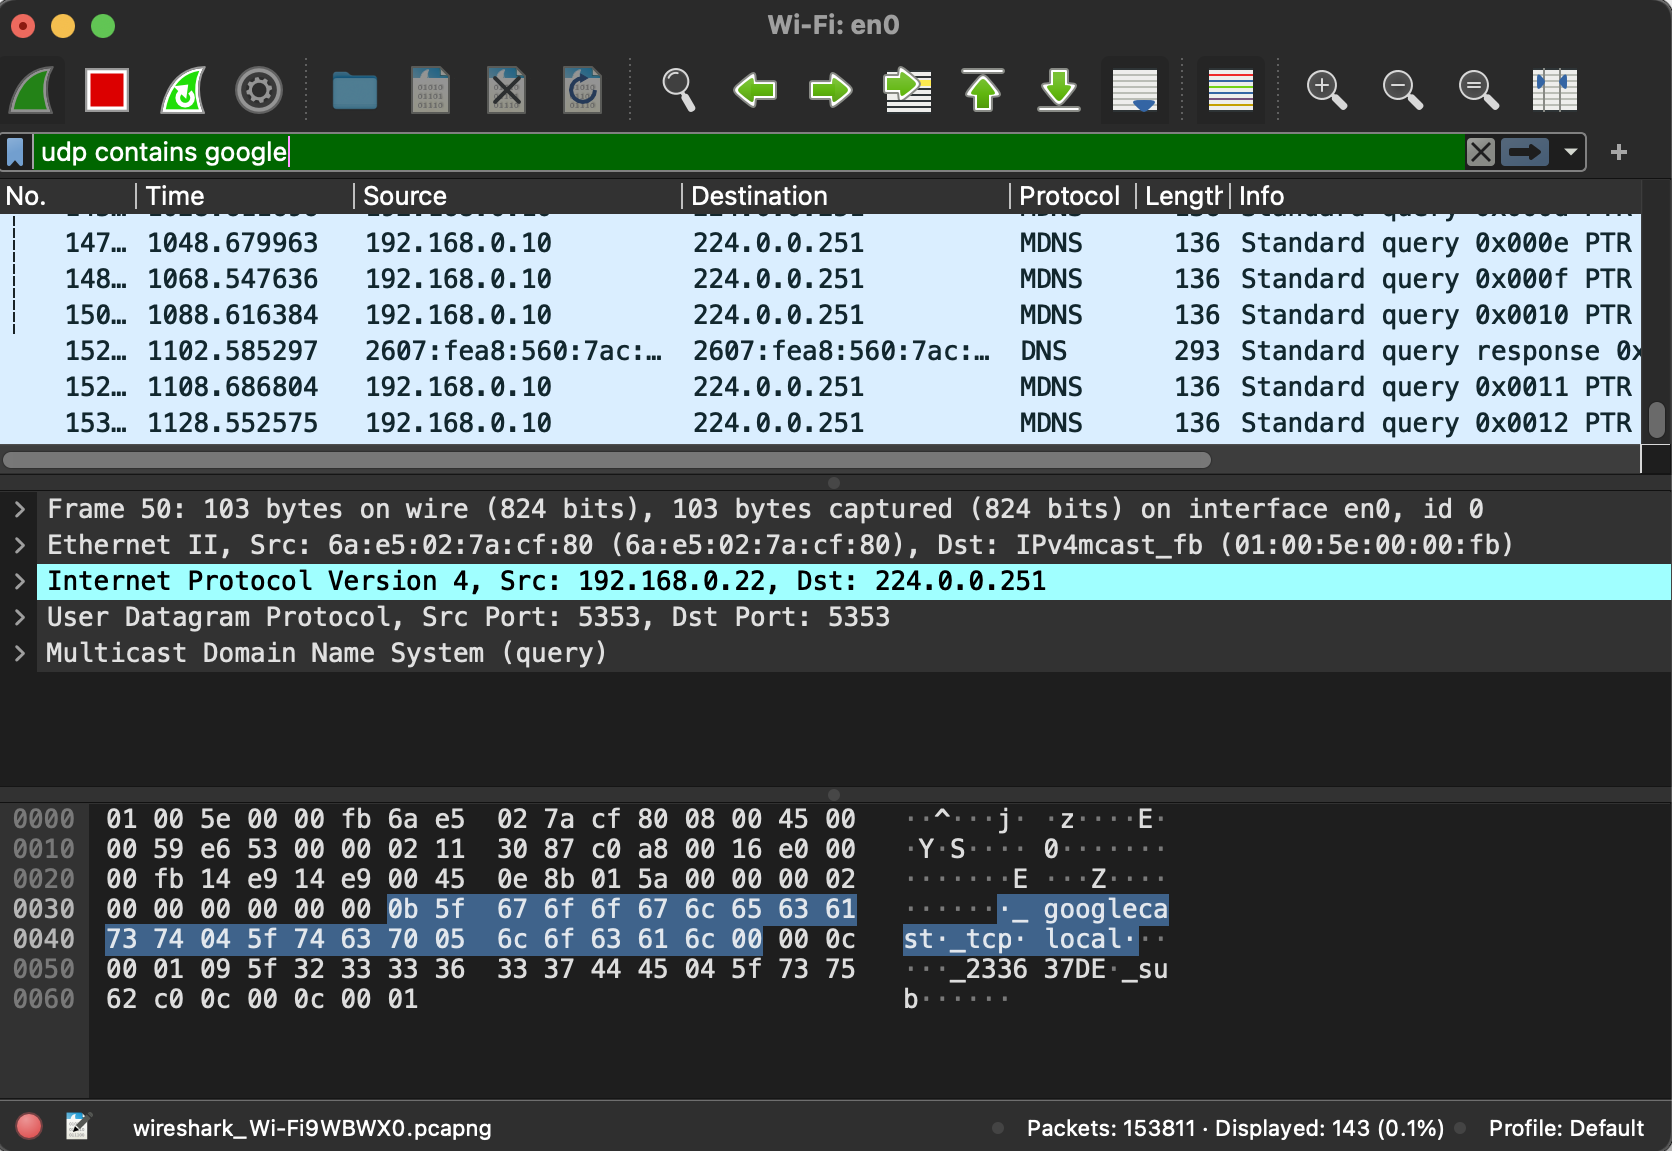 Wi-Fi: en0
udp contains google
No. Time Source Destination Protocol Length Info
147… 1048.679963 192.168.0.10 224.0.0.251 MDNS 136 Standard query 0x000e PTR
148… 1068.547636 192.168.0.10 224.0.0.251 MDNS 136 Standard query 0x000f PTR
150… 1088.616384 192.168.0.10 224.0.0.251 MDNS 136 Standard query 0x0010 PTR
152… 1102.585297 2607:fea8:560:7ac:… 2607:fea8:560:7ac:… DNS 293 Standard query response 0x
152… 1108.686804 192.168.0.10 224.0.0.251 MDNS 136 Standard query 0x0011 PTR
153… 1128.552575 192.168.0.10 224.0.0.251 MDNS 136 Standard query 0x0012 PTR
Frame 50: 103 bytes on wire (824 bits), 103 bytes captured (824 bits) on interface en0, id 0
Ethernet II, Src: 6a:e5:02:7a:cf:80 (6a:e5:02:7a:cf:80), Dst: IPv4mcast_fb (01:00:5e:00:00:fb)
Internet Protocol Version 4, Src: 192.168.0.22, Dst: 224.0.0.251
User Datagram Protocol, Src Port: 5353, Dst Port: 5353
Multicast Domain Name System (query)
0000 01 00 5e 00 00 fb 6a e5 02 7a cf 80 08 00 45 00 ··^···j· ·z····E·
0010 00 59 e6 53 00 00 02 11 30 87 c0 a8 00 16 e0 00 ·Y·S···· 0·······
0020 00 fb 14 e9 14 e9 00 45 0e 8b 01 5a 00 00 00 02 ·······E ···Z····
0030 00 00 00 00 00 00 0b 5f 67 6f 6f 67 6c 65 63 61 ·······_ googleca
0040 73 74 04 5f 74 63 70 05 6c 6f 63 61 6c 00 00 0c st·_tcp· local···
0050 00 01 09 5f 32 33 33 36 33 37 44 45 04 5f 73 75 ···_2336 37DE·_su
0060 62 c0 0c 00 0c 00 01 b······
wireshark_Wi-Fi9WBWX0.pcapng Packets: 153811 · Displayed: 143 (0.1%) Profile: Default